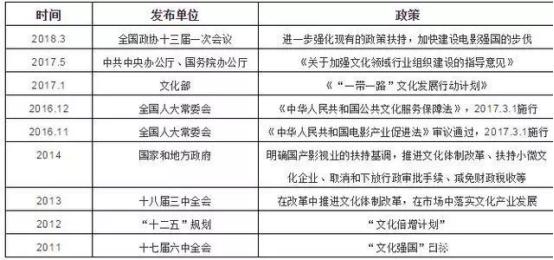 时间 发布单位 政策
2018.3 全国政协十三届一次会议 进一步强化现有的政策扶持，加快建设电影强国的步伐
2017.5 中共中央办公厅、国务院办公厅 《关于加强文化领域行业组织建设的指导意见》
2017.1 文化部 《“一带一路”文化发展行动计划》
2016.12 全国人大常委会 《中华人民共和国公共文化服务保障法》，2017.3.1施行
2016.11 全国人大常委会 《中华人民共和国电影产业促进法》审议通过，2017.3.1施行
2014 国家和地方政府 明确国产影视业的扶持基调，推进文化体制改革、扶持小微文
化企业、取消和下放行政审批手续、减免财政税收等
2013 十八届三中全会 在改革中推进文化体制改革，在市场中落实文化产业发展
2012 “十二五”规划 “文化倍增计划”
2011 十七届六中全会 “文化强国”目标